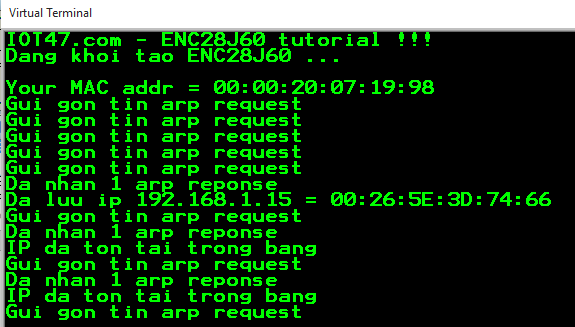 Virtual Terminal
IOT47.com - ENC28J60 tutorial !!!
Dang khoi tao ENC28J60 ...
Your MAC addr = 00:00:20:07:19:98
Gui gon tin arp request
Gui gon tin arp request
Gui gon tin arp request
Gui gon tin arp request
Gui gon tin arp request
Da nhan 1 arp reponse
Da luu ip 192.168.1.15 = 00:26:5E:3D:74:66
Gui gon tin arp request
Da nhan 1 arp reponse
IP da ton tai trong bang
Gui gon tin arp request
Da nhan 1 arp reponse
IP da ton tai trong bang
Gui gon tin arp request